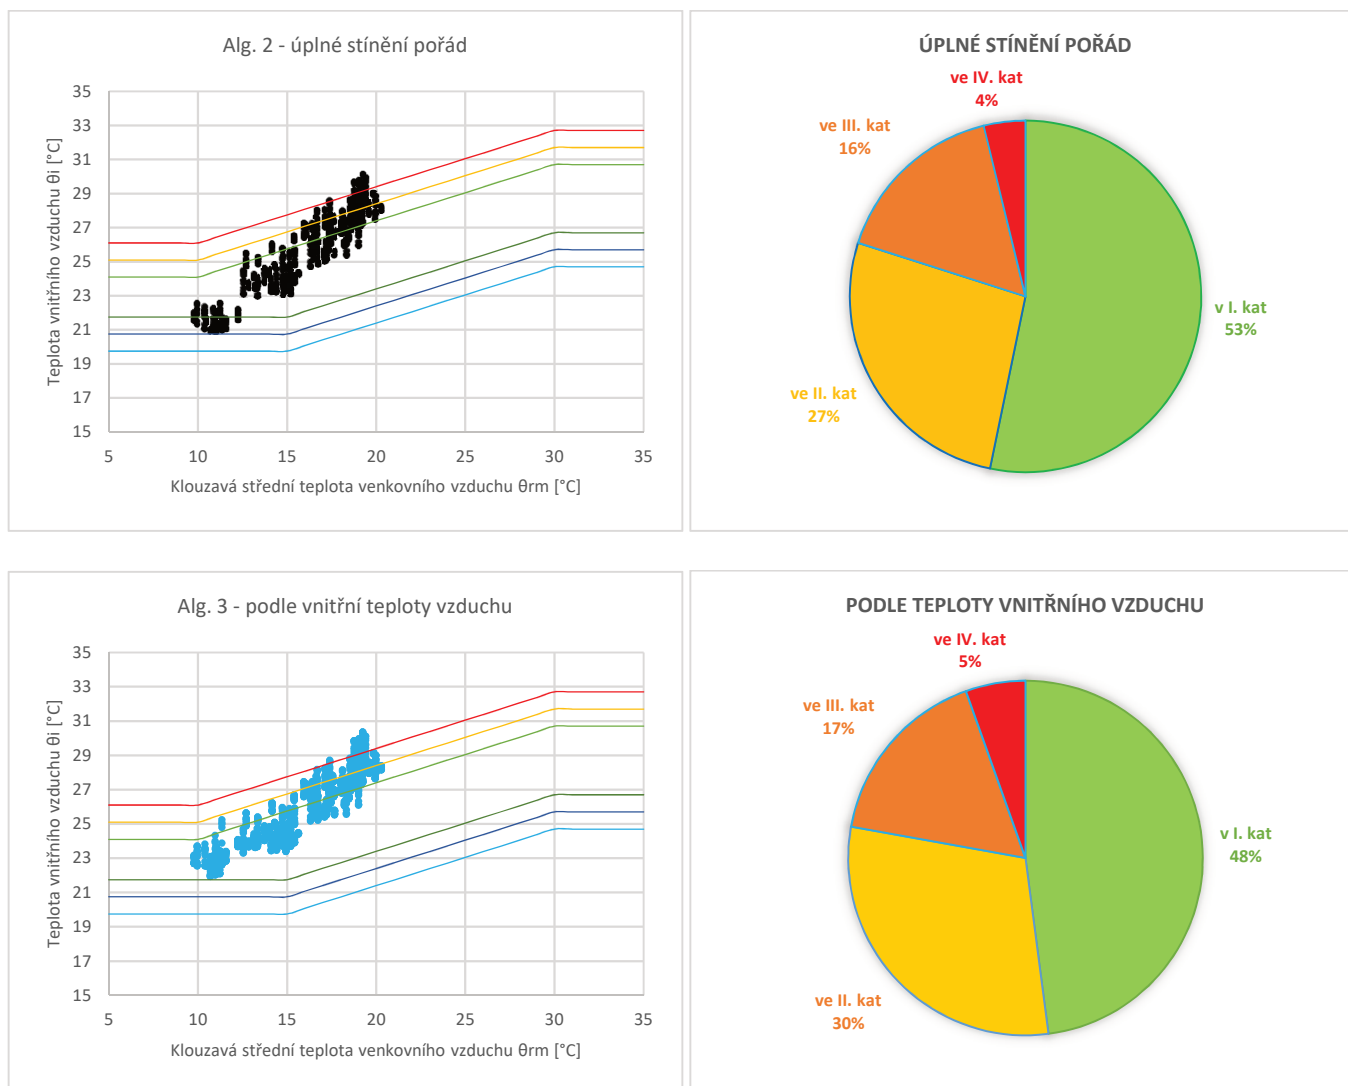 Alg. 2 - úplné stínění pořád
Teplota vnitřního vzduchu θi [°C]
35
33
31
29
27
25
23
21
19
17
15
5 10 15 20 25 30 35
Klouzavá střední teplota venkovního vzduchu θrm [°C]
ÚPLNÉ STÍNĚNÍ POŘÁD
ve IV. kat
4%
ve III. kat
16%
v I. kat
53%
ve II. kat
27%
Alg. 3 - podle vnitřní teploty vzduchu
Teplota vnitřního vzduchu θi [°C]
35
33
31
29
27
25
23
21
19
17
15
5 10 15 20 25 30 35
Klouzavá střední teplota venkovního vzduchu θrm [°C]
PODLE TEPLOTY VNITŘNÍHO VZDUCHU
ve IV. kat
5%
ve III. kat
17%
v I. kat
48%
ve II. kat
30%